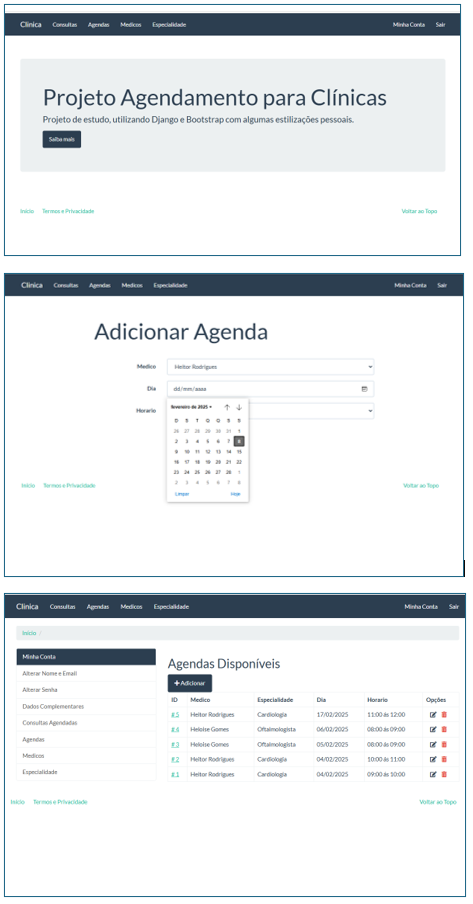 Clinica Consultas Agendas Medicos Especialidade Minha Conta Sair
Projeto Agendamento para Clínicas
Projeto de estudo, utilizando Django e Bootstrap com algumas estilizações pessoais.
Saiba mais
Início Termos e Privacidade Voltar ao Topo
Clinica Consultas Agendas Medicos Especialidade Minha Conta Sair
Adicionar Agenda
Medico Heitor Rodrigues
Dia dd/mm/aaaa
Horario
fevereiro de 2025
D S T Q Q S S
26 27 28 29 30 31 1
2 3 4 5 6 7 8
9 10 11 12 13 14 15
16 17 18 19 20 21 22
23 24 25 26 27 28 1
2 3 4 5 6 7 8
Limpar Hoje
Início Termos e Privacidade Voltar ao Topo
Clinica Consultas Agendas Medicos Especialidade Minha Conta Sair
Início /
Minha Conta
Alterar Nome e Email
Alterar Senha
Dados Complementares
Consultas Agendadas
Agendas
Medicos
Especialidade
Agendas Disponíveis
+ Adicionar
ID Medico Especialidade Dia Horario Opções
# 5 Heitor Rodrigues Cardiologia 17/02/2025 11:00 ás 12:00
# 4 Heloise Gomes Oftalmologista 06/02/2025 08:00 ás 09:00
# 3 Heloise Gomes Oftalmologista 05/02/2025 08:00 ás 09:00
# 2 Heitor Rodrigues Cardiologia 04/02/2025 10:00 ás 11:00
# 1 Heitor Rodrigues Cardiologia 04/02/2025 09:00 ás 10:00
Início Termos e Privacidade Voltar ao Topo